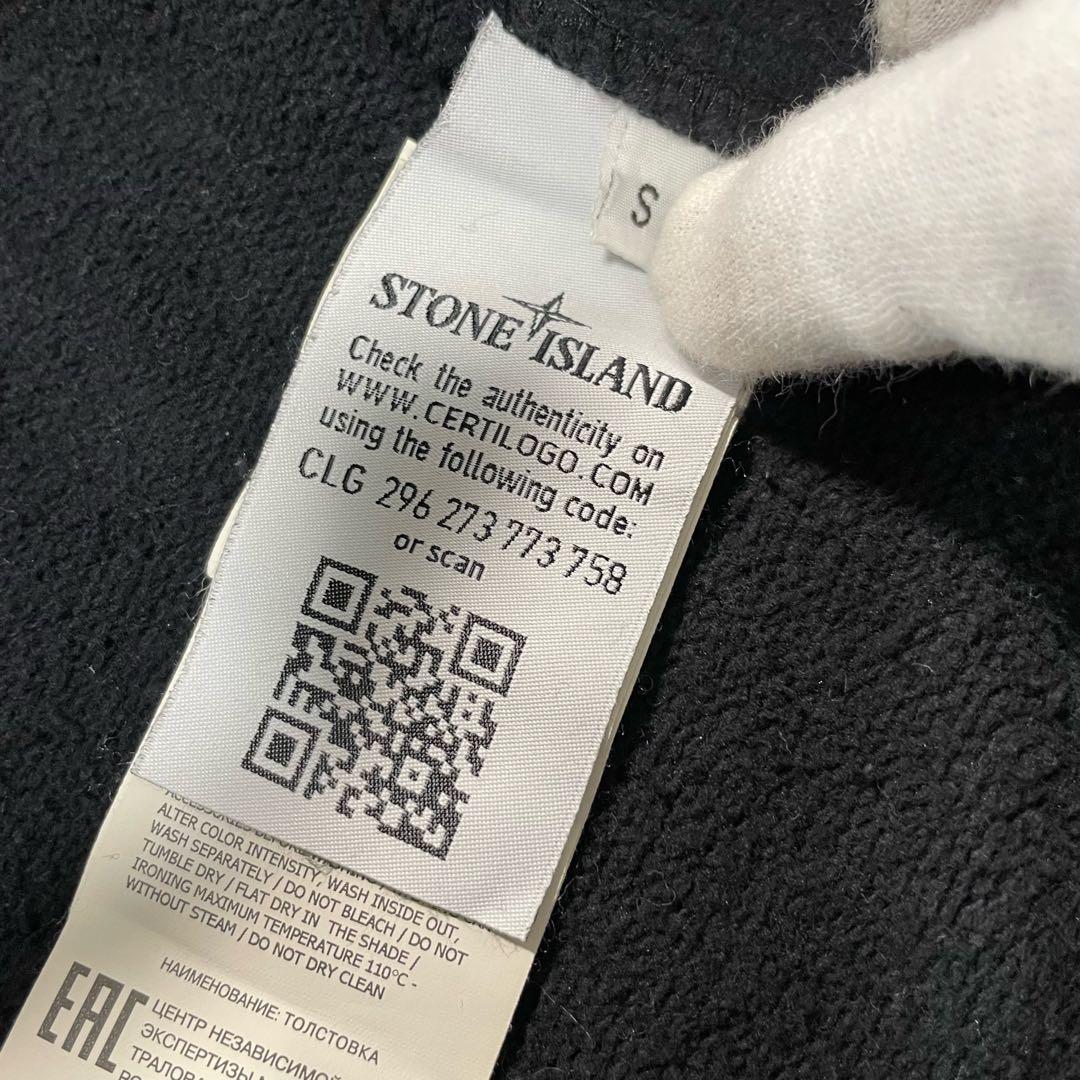 S
STONE ISLAND
Check the authenticity on
WWW.CERTILOGO.COM
using the following code:
CLG 296 273 773 758
or scan
ALTER COLOR INTENSITY, WASH INSIDE OUT,
WASH SEPARATELY / DO NOT BLEACH / DO NOT
TUMBLE DRY / FLAT DRY IN THE SHADE /
IRONING MAXIMUM TEMPERATURE 110°C -
WITHOUT STEAM / DO NOT DRY CLEAN
EAC
НАИМЕНОВАНИЕ: ТОЛСТОВКА
ЦЕНТР НЕЗАВИСИМОЙ
ЭКСПЕРТИЗЫ